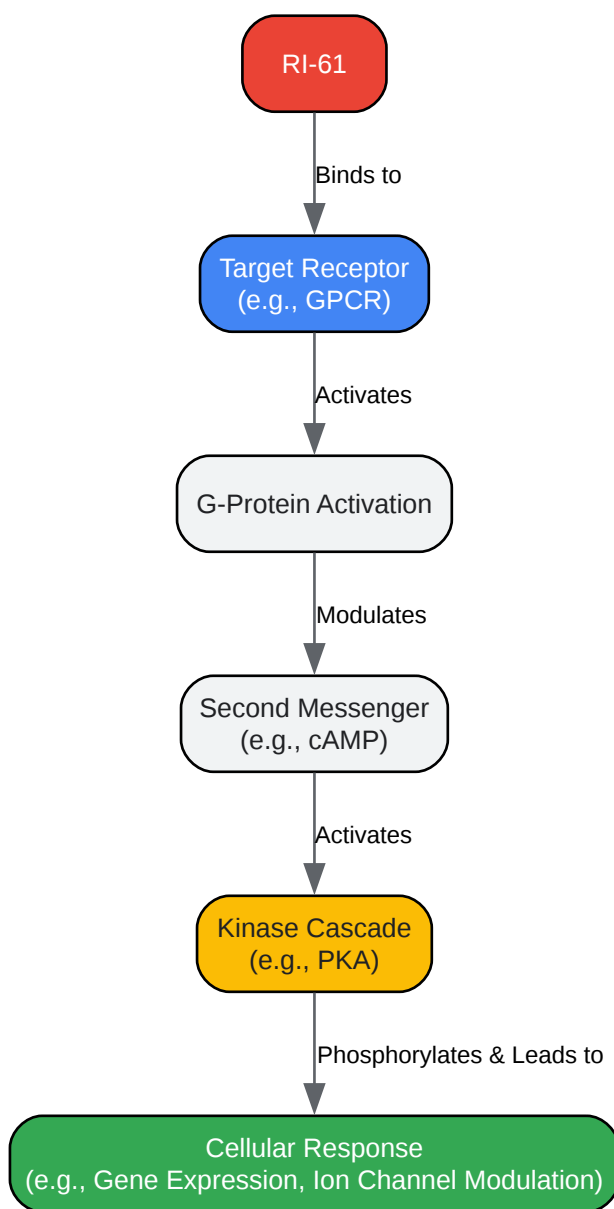 RI-61
Binds to
Target Receptor
(e.g., GPCR)
Activates
G-Protein Activation
Modulates
Second Messenger
(e.g., cAMP)
Activates
Kinase Cascade
(e.g., PKA)
Phosphorylates & Leads to
Cellular Response
(e.g., Gene Expression, Ion Channel Modulation)